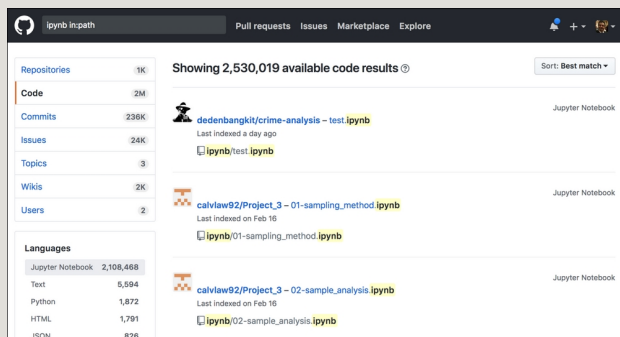 ipynb in:path
Pull requests Issues Marketplace Explore
Repositories 1K
Code 2M
Commits 236K
Issues 24K
Topics 3
Wikis 2K
Users 2
Languages
Jupyter Notebook 2,108,468
Text 5,594
Python 1,872
HTML 1,791
JSON 826
Showing 2,530,019 available code results
Sort: Best match
dedenbangkit/crime-analysis – test.ipynb
Jupyter Notebook
Last indexed a day ago
ipynb/test.ipynb
calvlaw92/Project_3 – 01-sampling_method.ipynb
Jupyter Notebook
Last indexed on Feb 16
ipynb/01-sampling_method.ipynb
calvlaw92/Project_3 – 02-sample_analysis.ipynb
Jupyter Notebook
Last indexed on Feb 16
ipynb/02-sample_analysis.ipynb